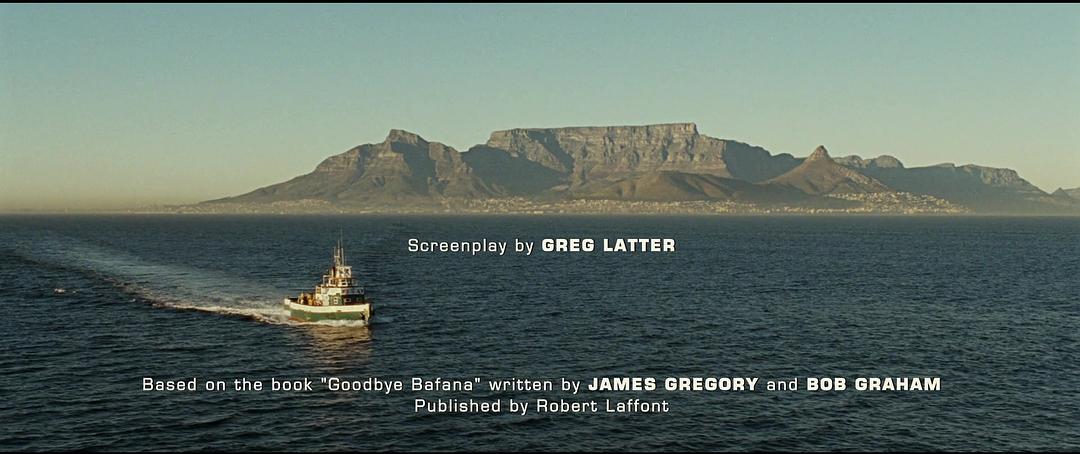 Screenplay by GREG LATTER
Based on the book "Goodbye Bafana" written by JAMES GREGORY and BOB GRAHAM
Published by Robert Laffont